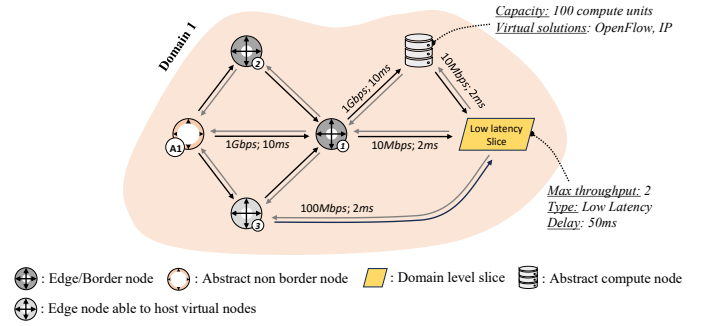 Capacity: 100 compute units
Virtual solutions: OpenFlow, IP
Domain 1
2
1Gbps; 10ms
10Mbps; 2ms
A1
1Gbps; 10ms
1
10Mbps; 2ms
Low latency
Slice
Max throughput: 2
Type: Low Latency
Delay: 50ms
100Mbps; 2ms
3
: Edge/Border node
: Abstract non border node
: Domain level slice
: Abstract compute node
: Edge node able to host virtual nodes